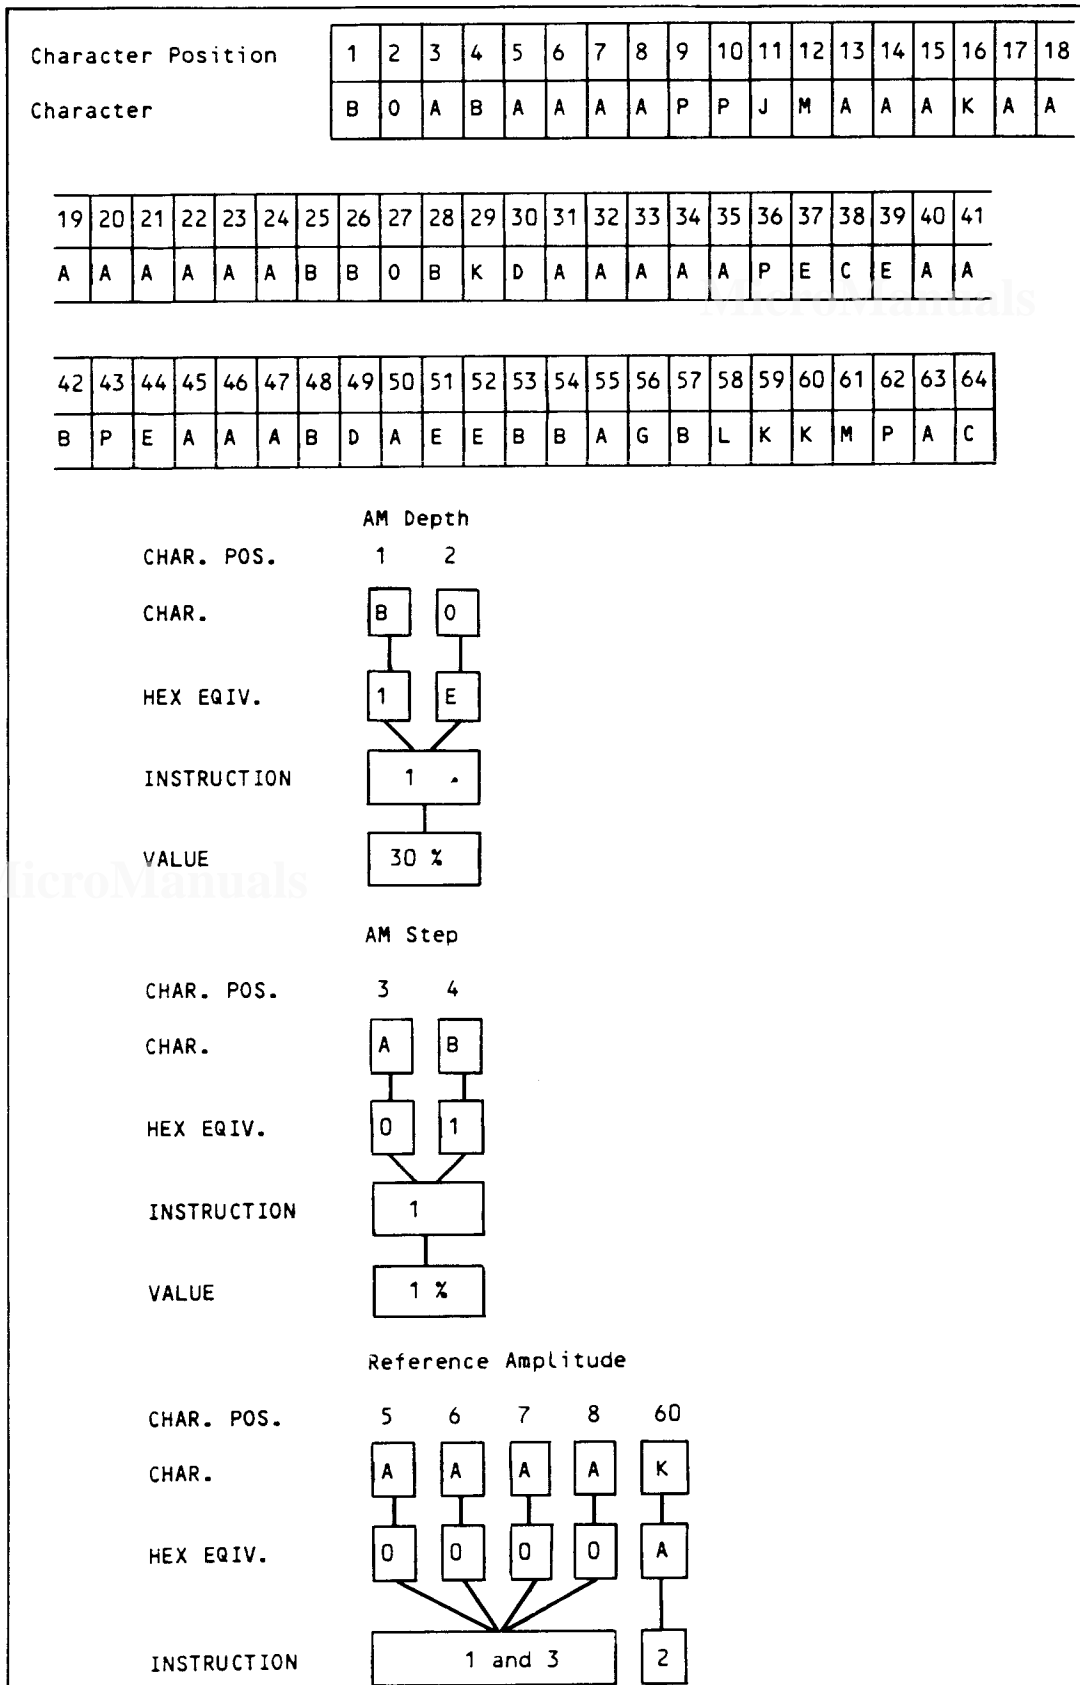 Character Position 1 2 3 4 5 6 7 8 9 10 11 12 13 14 15 16 17 18
Character B O A B A A A A P P J M A A A K A A
19 20 21 22 23 24 25 26 27 28 29 30 31 32 33 34 35 36 37 38 39 40 41
A A A A A A B B O B K D A A A A A P E C E A A
MicroManuals
42 43 44 45 46 47 48 49 50 51 52 53 54 55 56 57 58 59 60 61 62 63 64
B P E A A A B D A E E B B A G B L K K M P A C
AM Depth
CHAR. POS. 1 2
CHAR. B O
HEX EQIV. 1 E
INSTRUCTION 1
VALUE 30 %
MicroManuals
AM Step
CHAR. POS. 3 4
CHAR. A B
HEX EQIV. 0 1
INSTRUCTION 1
VALUE 1 %
Reference Amplitude
CHAR. POS. 5 6 7 8 60
CHAR. A A A A K
HEX EQIV. 0 0 0 0 A
INSTRUCTION 1 and 3 2